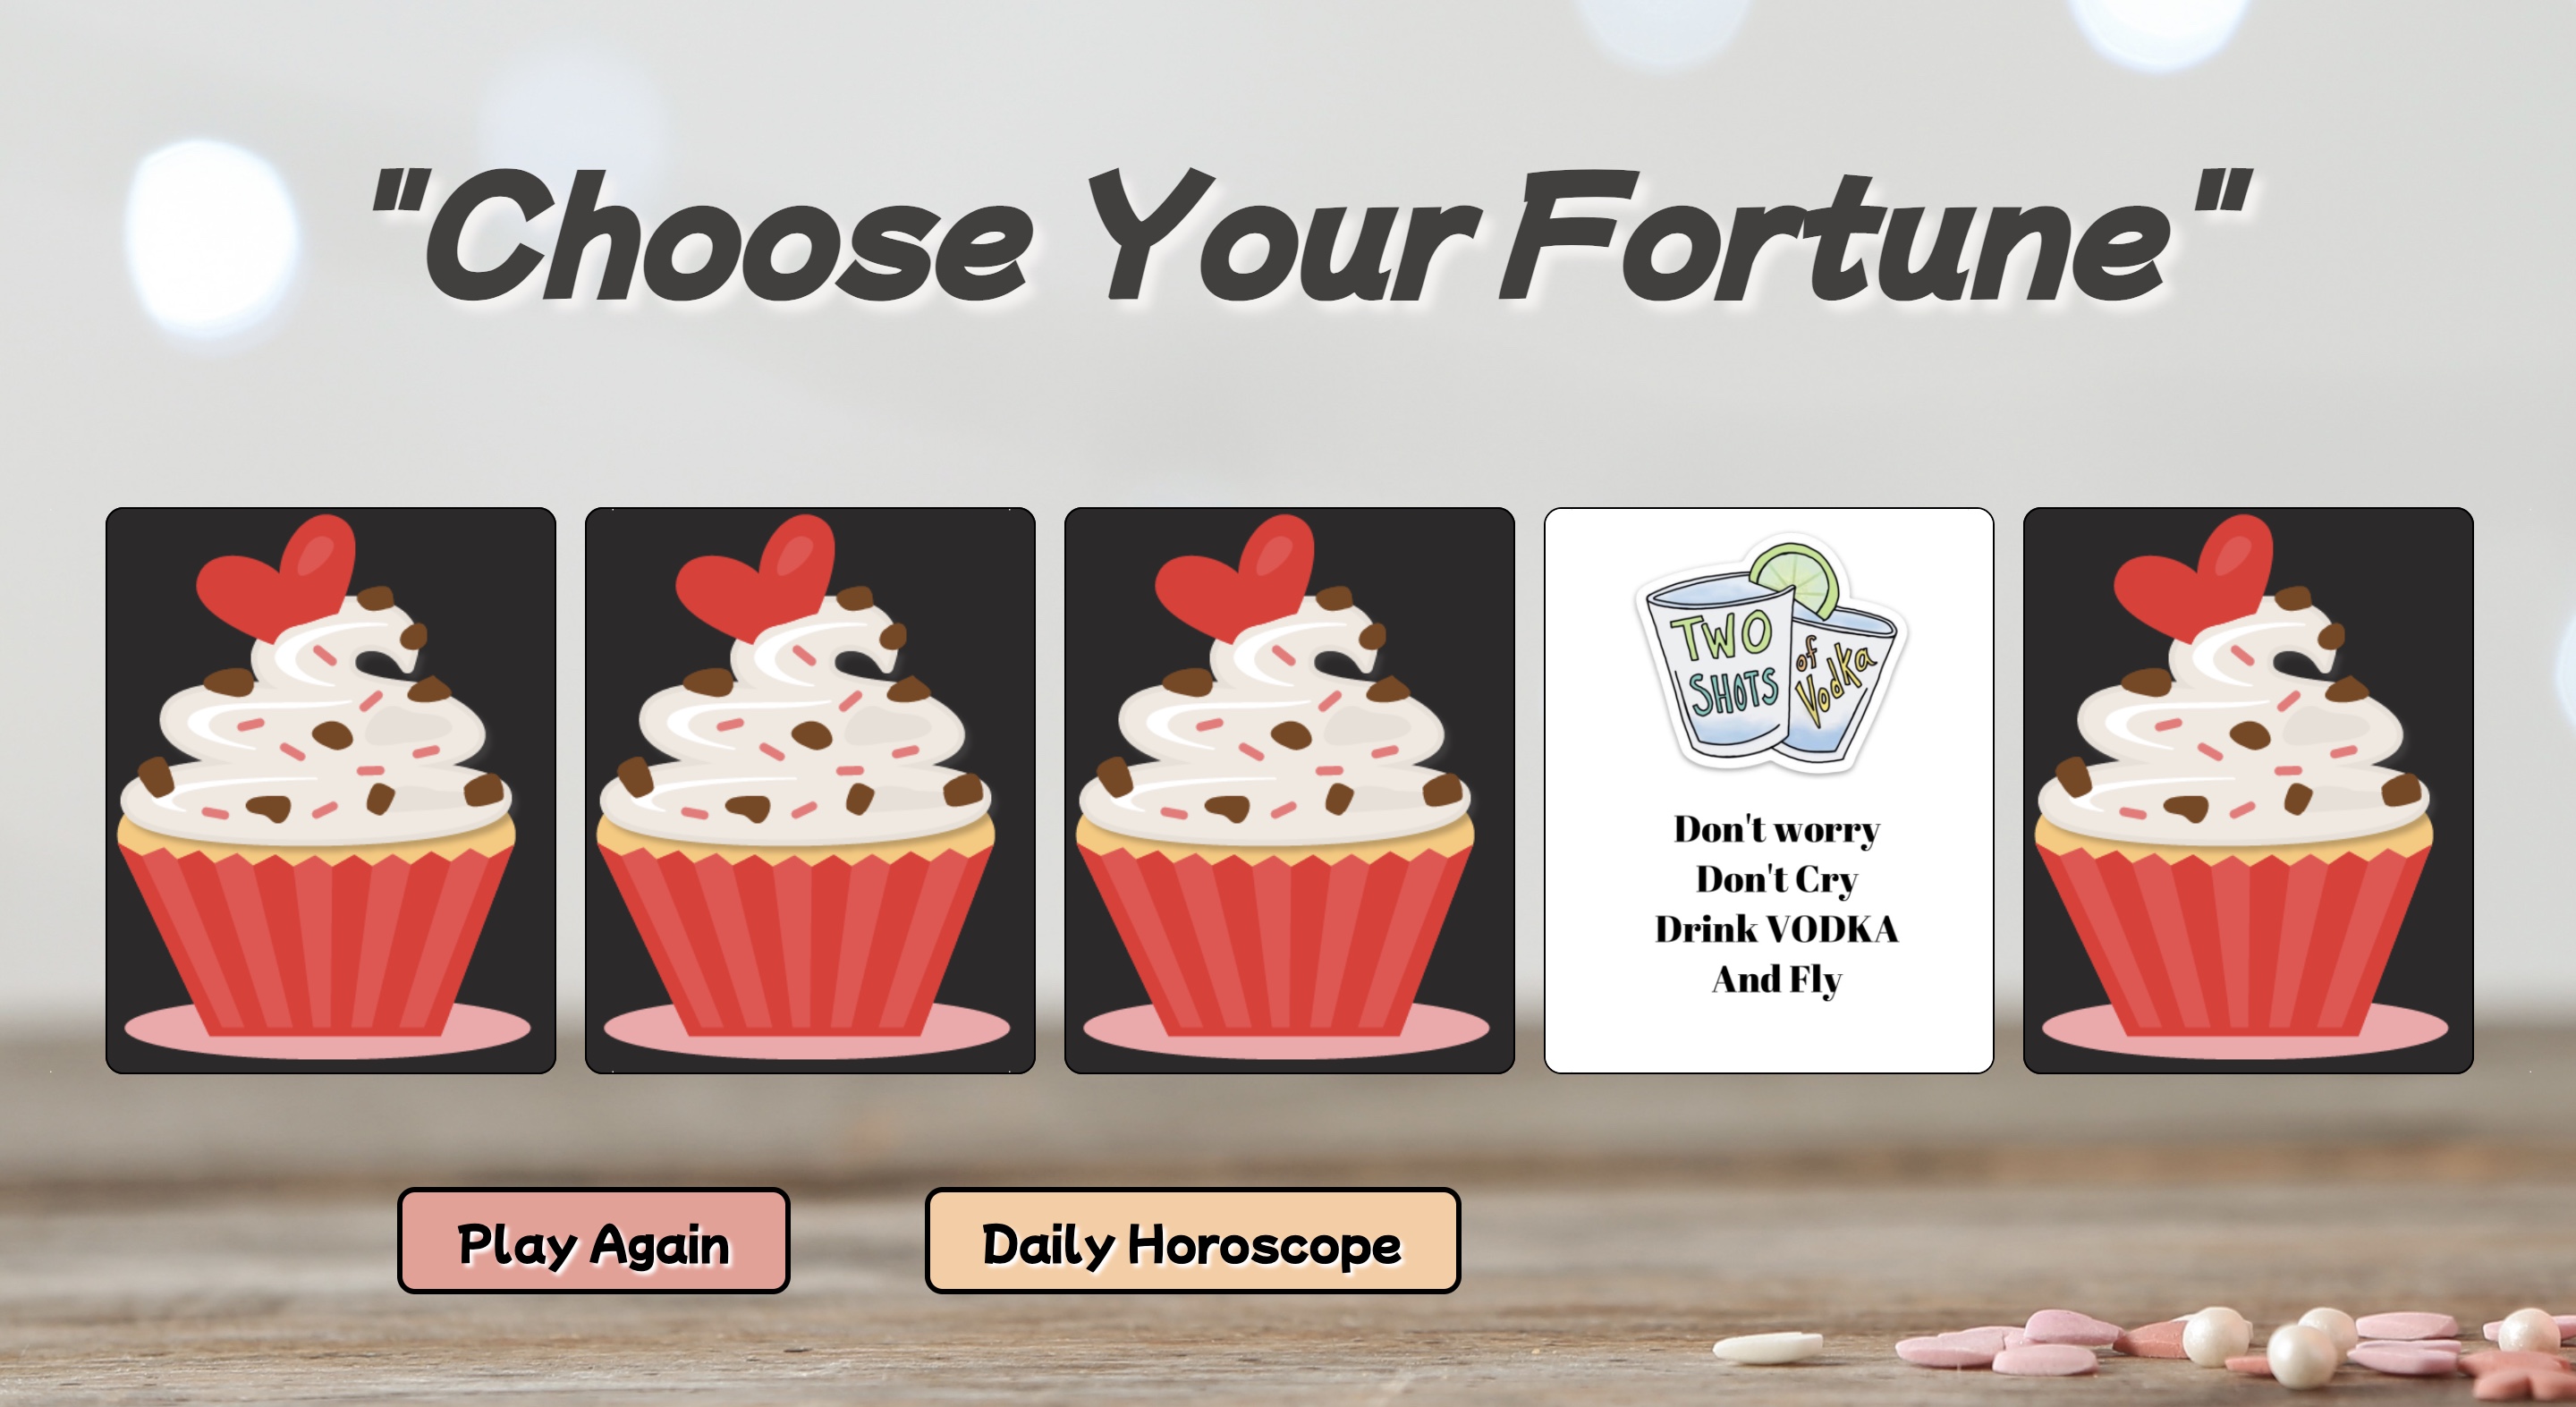 "Choose Your Fortune"
TWO
SHOTS
of
Vodka
Don't worry
Don't Cry
Drink VODKA
And Fly
Play Again
Daily Horoscope